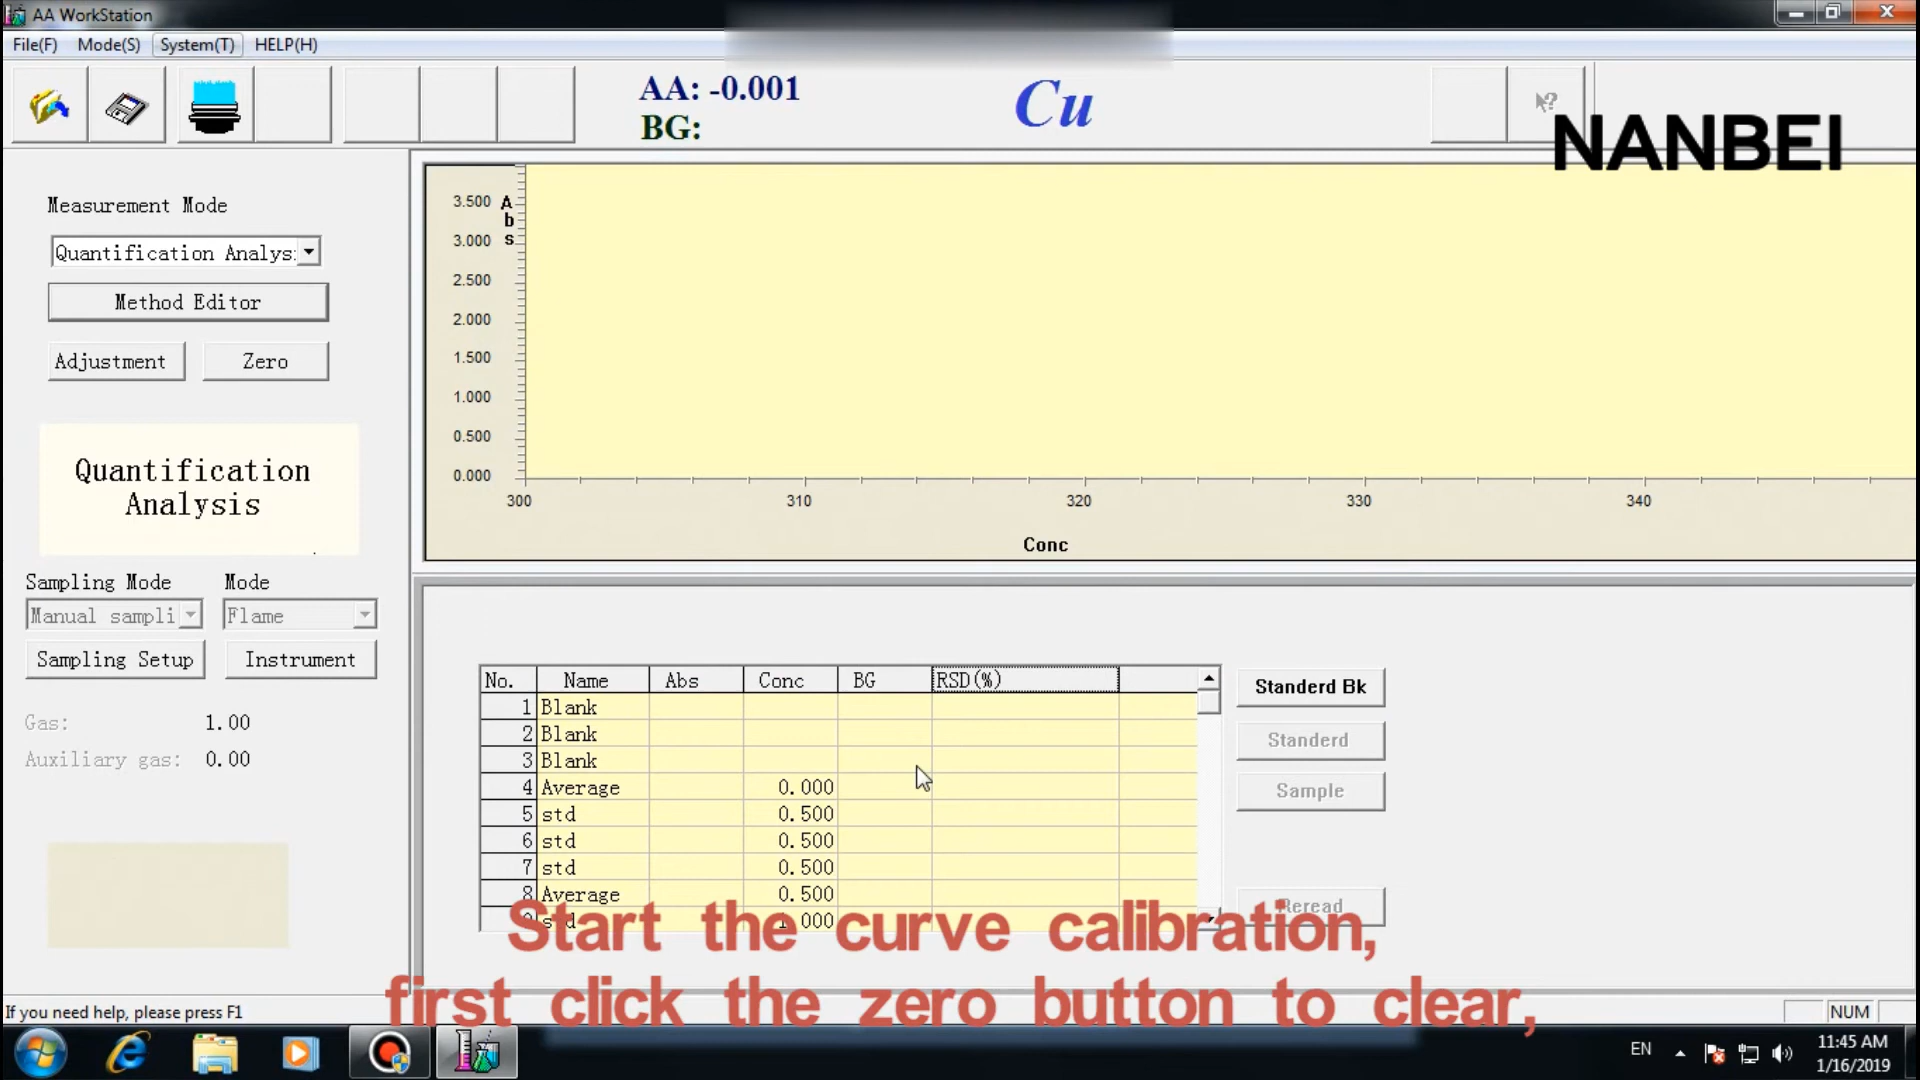 AA WorkStation
File(F) Mode(S) System(T) HELP(H)
AA: -0.001
BG:
Cu
NANBEI
Measurement Mode
Quantification Analys
Method Editor
Adjustment Zero
Quantification
Analysis
Sampling Mode Mode
Manual sampli Flame
Sampling Setup Instrument
Gas: 1.00
Auxiliary gas: 0.00
Abs
3.500
3.000
2.500
2.000
1.500
1.000
0.500
0.000
300 310 320 330 340
Conc
No. Name Abs Conc BG RSD(%)
1 Blank
2 Blank
3 Blank
4 Average 0.000
5 std 0.500
6 std 0.500
7 std 0.500
8 Average 0.500
std 000
Standerd Bk
Standerd
Sample
Reread
Start the curve calibration,
first click the zero button to clear,
If you need help, please press F1
NUM
EN
11:45 AM
1/16/2019